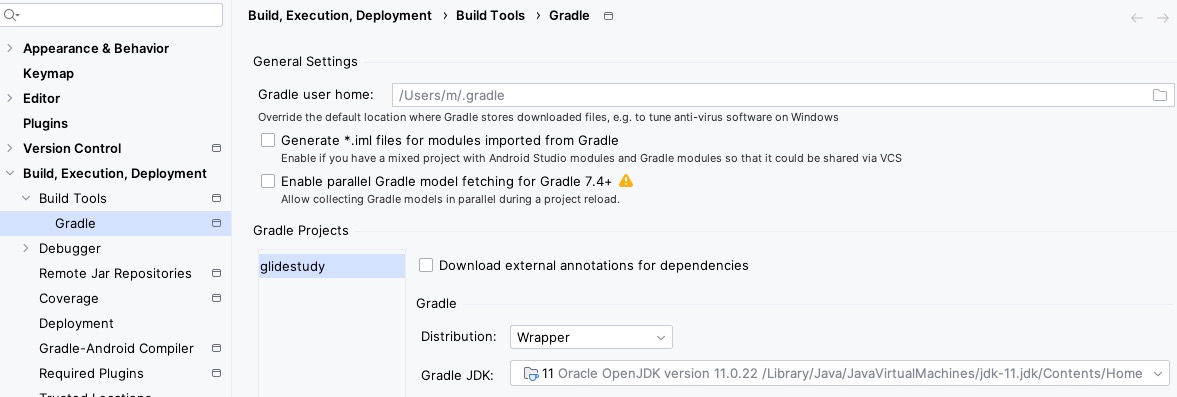 Appearance & Behavior
Keymap
Editor
Plugins
Version Control
Build, Execution, Deployment
Build Tools
Gradle
Debugger
Remote Jar Repositories
Coverage
Deployment
Gradle-Android Compiler
Required Plugins
Build, Execution, Deployment › Build Tools › Gradle
General Settings
Gradle user home: /Users/m/.gradle
Override the default location where Gradle stores downloaded files, e.g. to tune anti-virus software on Windows
Generate *.iml files for modules imported from Gradle
Enable if you have a mixed project with Android Studio modules and Gradle modules so that it could be shared via VCS
Enable parallel Gradle model fetching for Gradle 7.4+
Allow collecting Gradle models in parallel during a project reload.
Gradle Projects
glidestudy
Download external annotations for dependencies
Gradle
Distribution: Wrapper
Gradle JDK: 11 Oracle OpenJDK version 11.0.22 /Library/Java/JavaVirtualMachines/jdk-11.jdk/Contents/Home